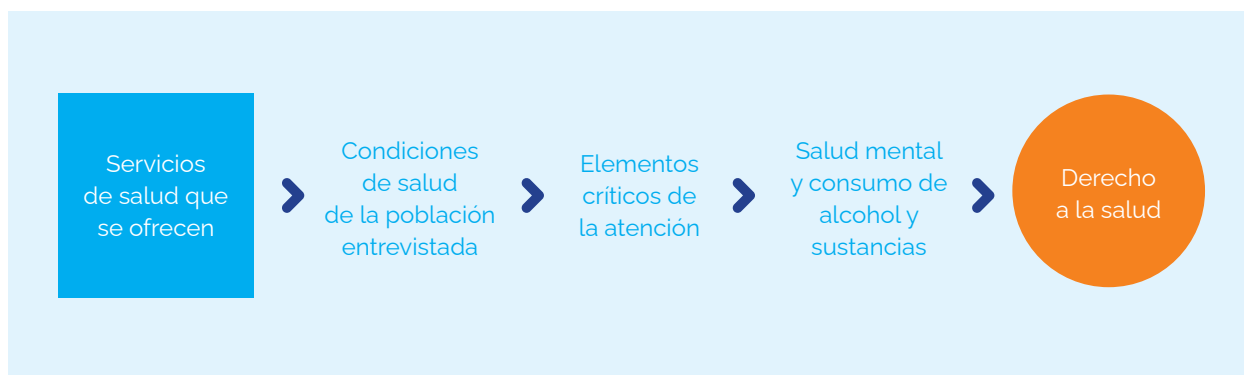 Servicios
de salud que
se ofrecen
Condiciones
de salud
de la población
entrevistada
Elementos
críticos de
la atención
Salud mental
y consumo de
alcohol y
sustancias
Derecho
a la salud